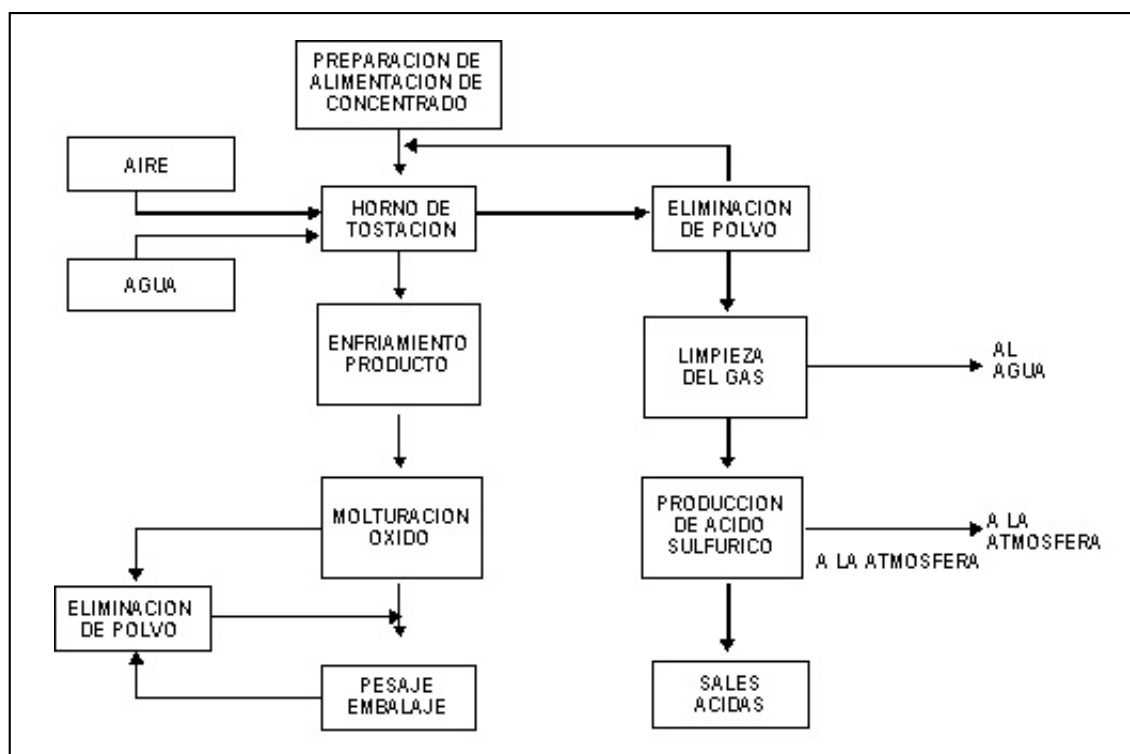 PREPARACION DE
ALIMENTACION DE
CONCENTRADO
AIRE
HORNO DE
TOSTACION
ELIMINACION
DE POLVO
AGUA
ENFRIAMIENTO
PRODUCTO
LIMPIEZA
DEL GAS
AL
AGUA
MOLTURACION
OXIDO
PRODUCCION
DE ACIDO
SULFURICO
A LA
ATMOSFERA
A LA ATMOSFERA
ELIMINACION
DE POLVO
PESAJE
EMBALAJE
SALES
ACIDAS